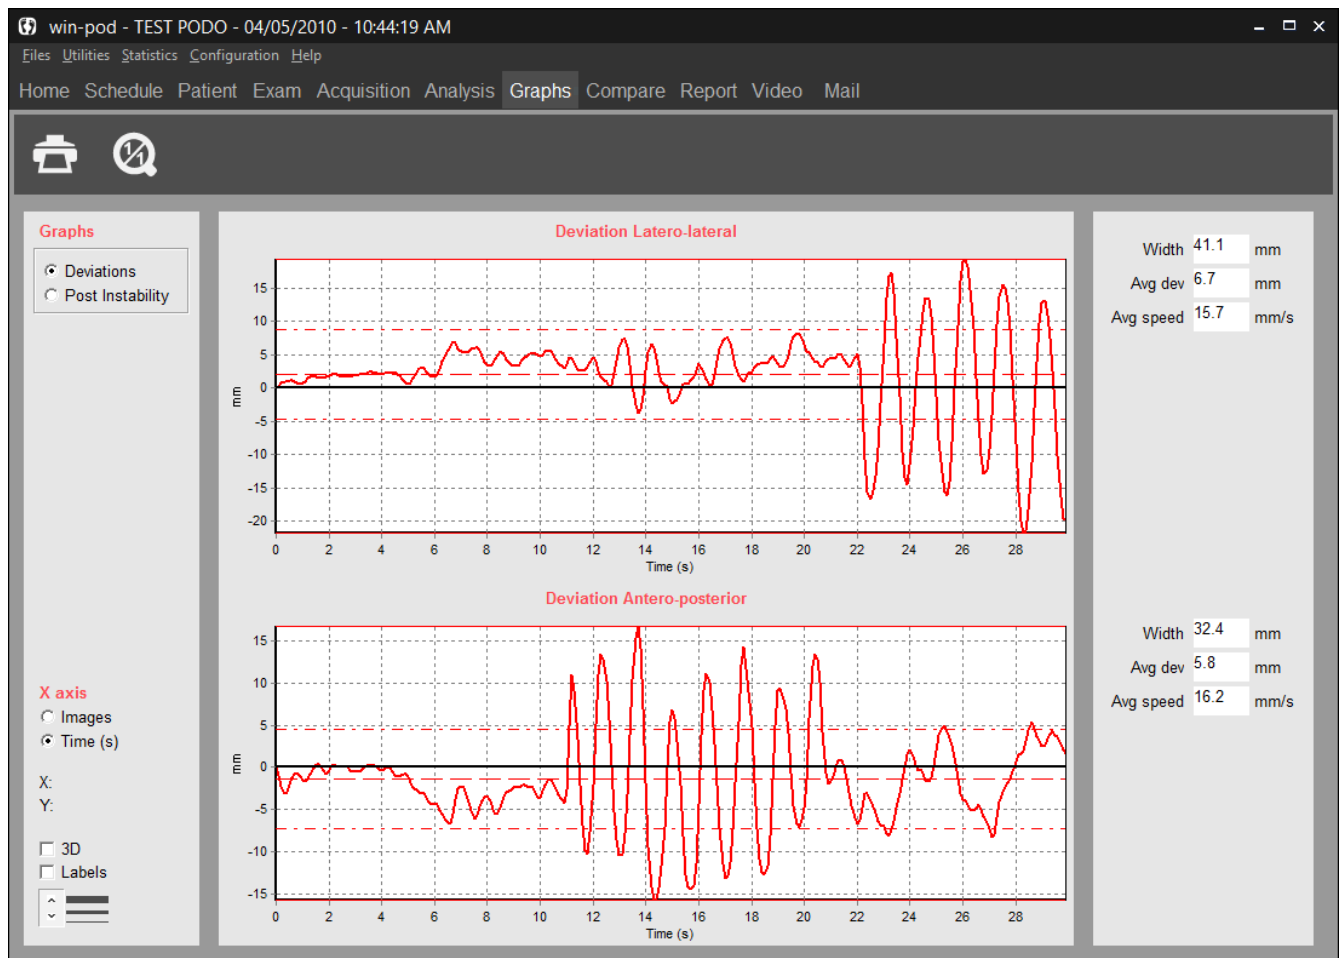 win-pod - TEST PODO - 04/05/2010 - 10:44:19 AM
Files Utilities Statistics Configuration Help
Home Schedule Patient Exam Acquisition Analysis Graphs Compare Report Video Mail
1/1
Graphs
Deviations
Post Instability
X axis
Images
Time (s)
X:
Y:
3D
Labels
Deviation Latero-lateral
15
10
5
0
-5
-10
-15
-20
mm
0 2 4 6 8 10 12 14 16 18 20 22 24 26 28
Time (s)
Width 41.1 mm
Avg dev 6.7 mm
Avg speed 15.7 mm/s
Deviation Antero-posterior
15
10
5
0
-5
-10
-15
mm
0 2 4 6 8 10 12 14 16 18 20 22 24 26 28
Time (s)
Width 32.4 mm
Avg dev 5.8 mm
Avg speed 16.2 mm/s